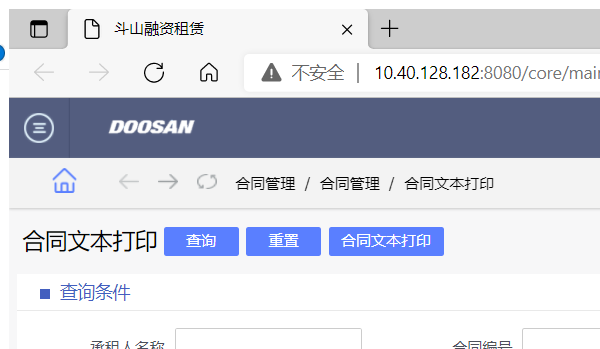 斗山融资租赁
不安全 | 10.40.128.182:8080/core/main
DOOSAN
合同管理 / 合同管理 / 合同文本打印
合同文本打印 查询 重置 合同文本打印
查询条件
承租人名称 合同编号